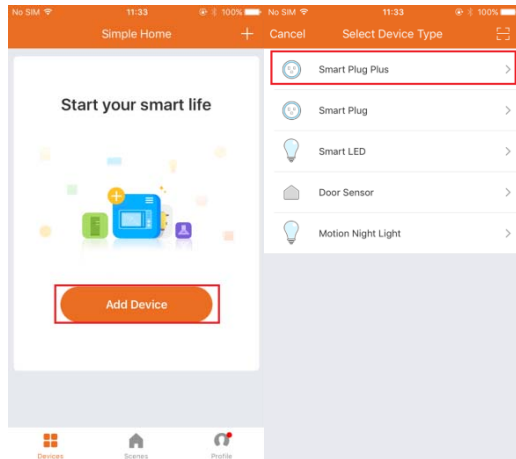 No SIM 11:33 100%
Simple Home +
Start your smart life
Add Device
Devices Scenes Profile
No SIM 11:33 100%
Cancel Select Device Type
Smart Plug Plus
Smart Plug
Smart LED
Door Sensor
Motion Night Light